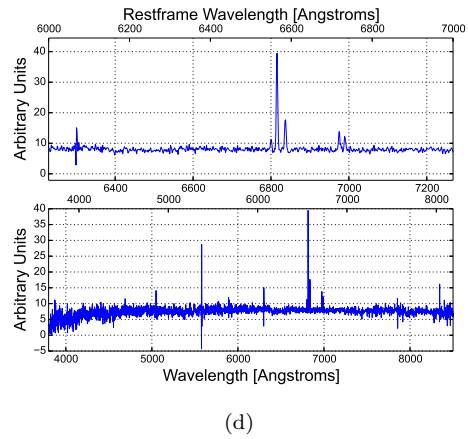 Restframe Wavelength [Angstroms]
6000 6200 6400 6600 6800 7000
Arbitrary Units
40
30
20
10
0
6400 6600 6800 7000 7200
4000 5000 6000 7000 8000
Arbitrary Units
40
35
30
25
20
15
10
5
0
−5
4000 5000 6000 7000 8000
Wavelength [Angstroms]
(d)